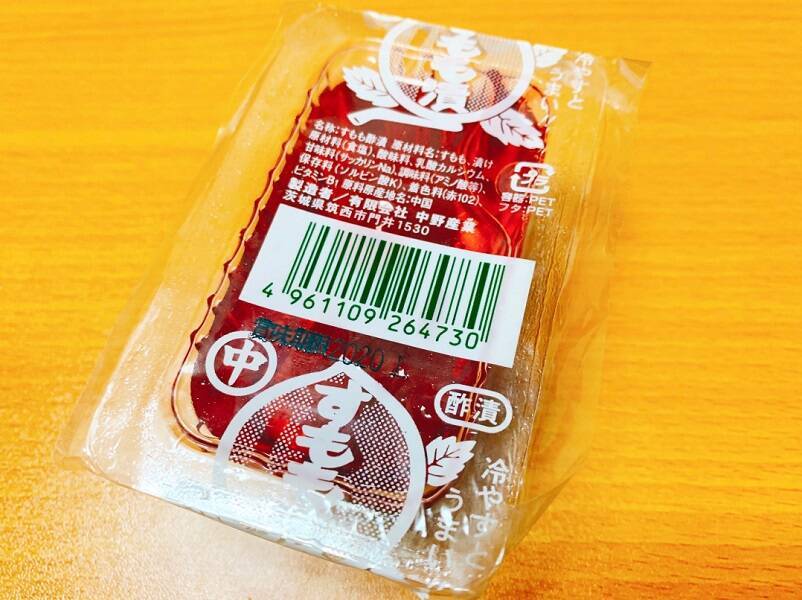 すもも漬
冷やすと
うまい!
名称:すもも酢漬 原材料名:すもも、漬け
原材料(食塩)、酸味料、乳酸カルシウム、
甘味料(サッカリンNa)、調味料(アミノ酸等)、
保存料(ソルビン酸K)、着色料(赤102)、
ビタミンB₁ 原料原産地名:中国
製造者/有限会社 中野産業
茨城県筑西市門井1530
プラ
容器:PET
フタ:PET
4 961109 264730
賞味期限2020
中
酢漬
すもも
冷やすと
うまい